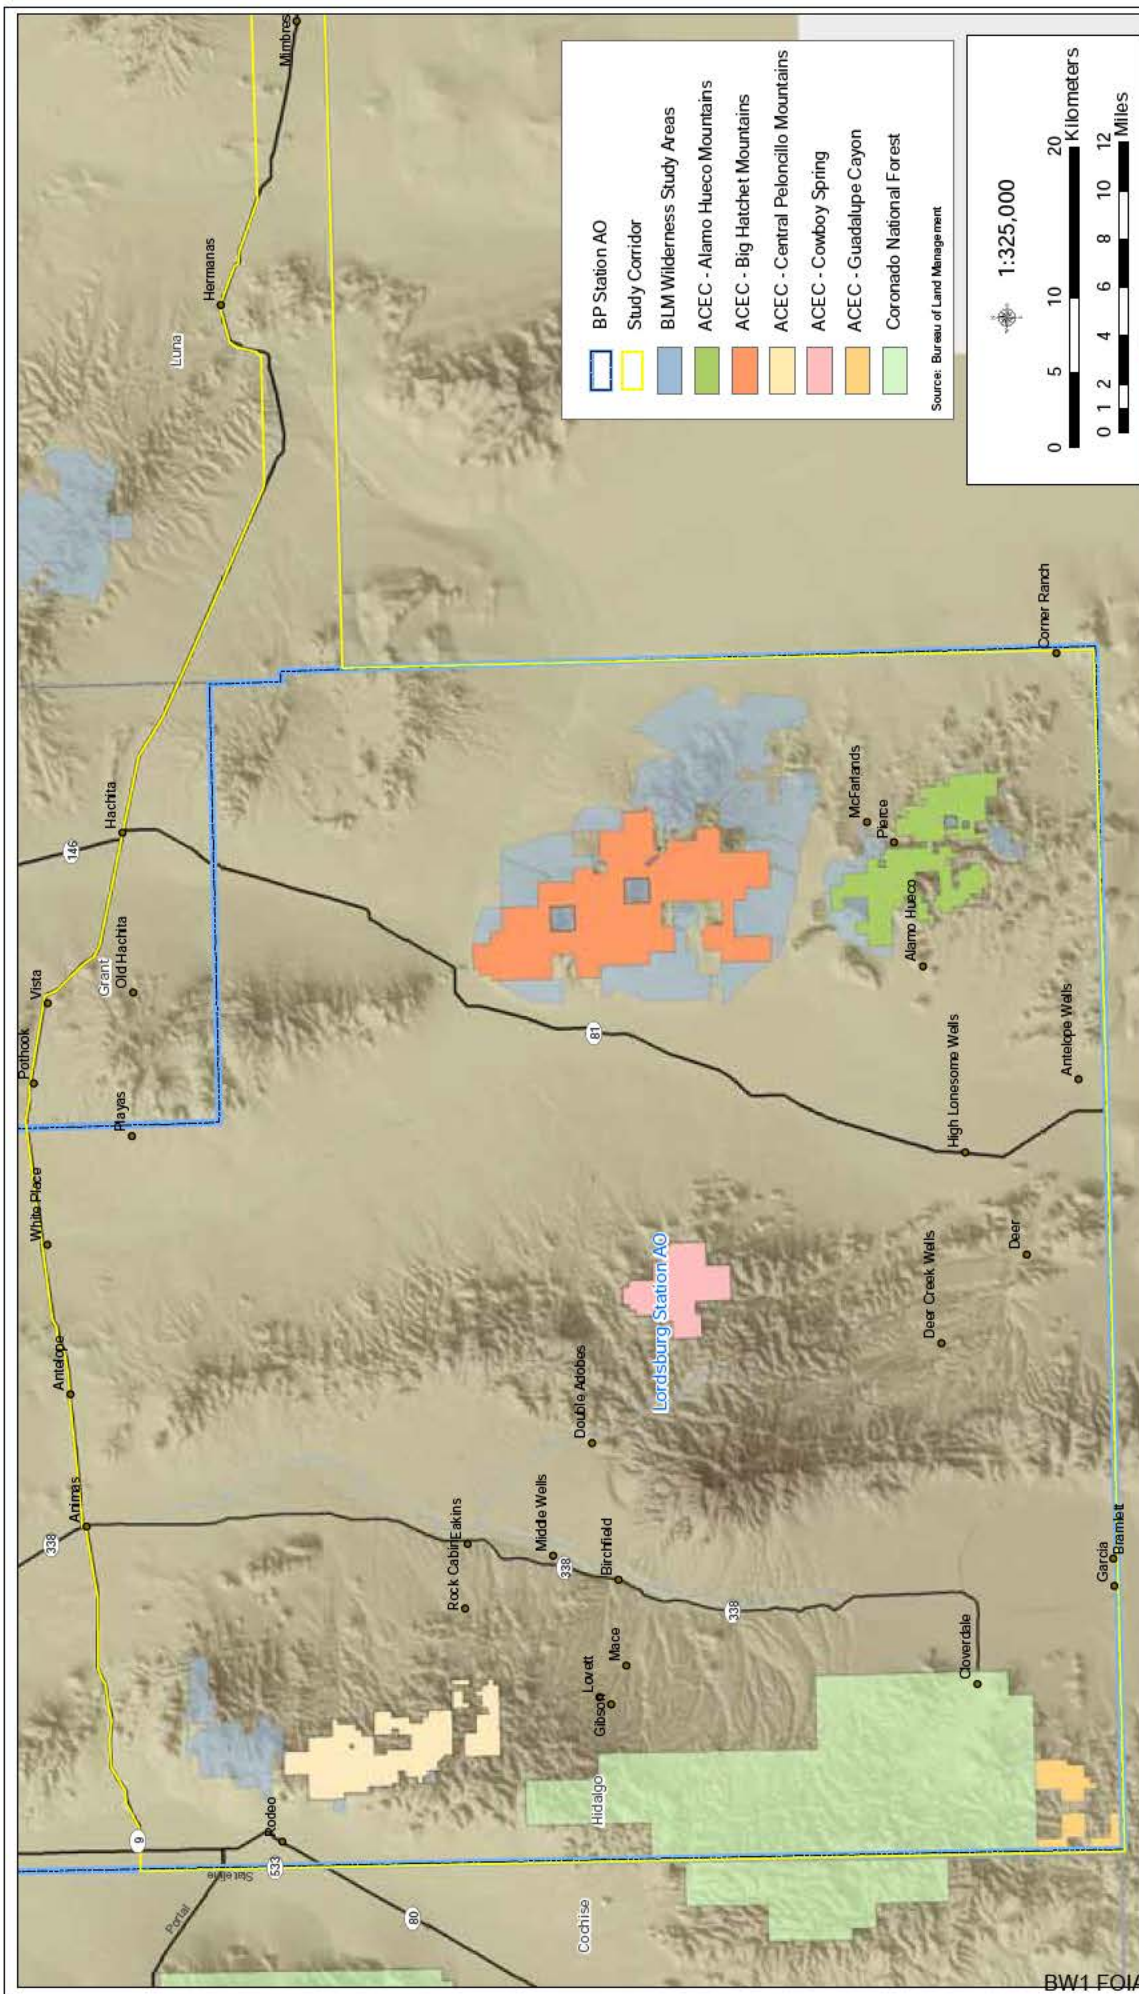 Mimbres
Hermanas
Luna
Hachita
146
Vista
Grant
Old Hachita
Pothook
Playas
White Place
Antelope
Animas
338
9
Rodeo
533
Stateline
Portal
80
Cochise
Hidalgo
Eakins
Rock Cabin
Middle Wells
338
Birchfield
Double Adobes
Lovett
Gibson
Mace
338
Cloverdale
Garcia
Bramlett
Lordsburg Station AO
81
Deer Creek Wells
Deer
High Lonesome Wells
Antelope Wells
Alamo Hueco
Pierce
McFarlands
Corner Ranch
BP Station AO
Study Corridor
BLM Wilderness Study Areas
ACEC - Alamo Hueco Mountains
ACEC - Big Hatchet Mountains
ACEC - Central Peloncillo Mountains
ACEC - Cowboy Spring
ACEC - Guadalupe Cayon
Coronado National Forest
Source: Bureau of Land Management
1:325,000
0 5 10 20
Kilometers
0 1 2 4 6 8 10 12
Miles
BW1 FOIA